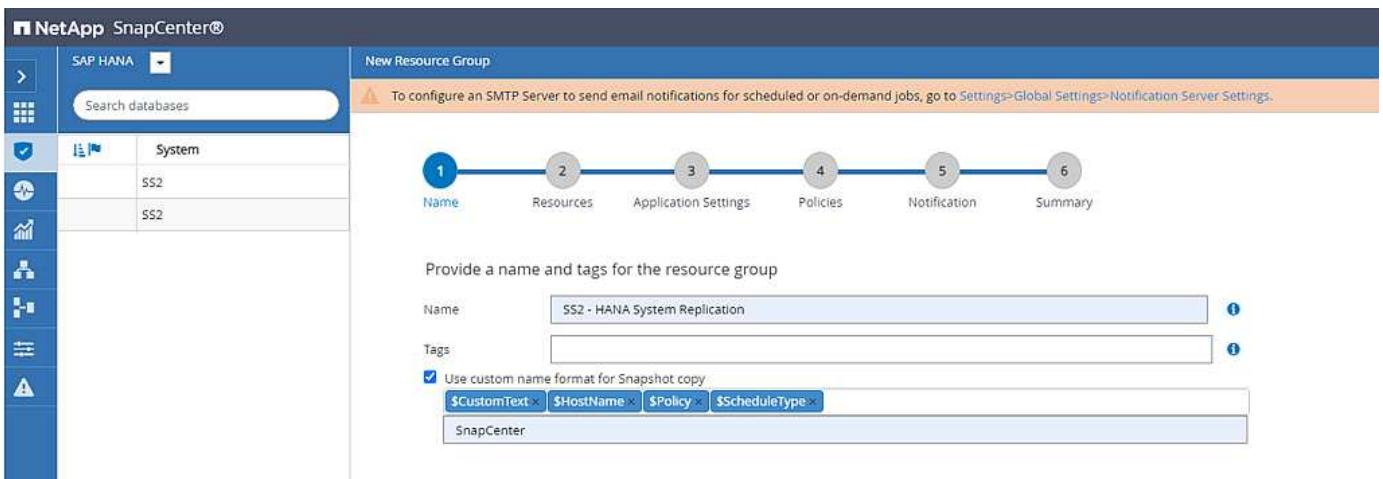 NetApp SnapCenter®
SAP HANA
Search databases
System
SS2
SS2
New Resource Group
To configure an SMTP Server to send email notifications for scheduled or on-demand jobs, go to Settings>Global Settings>Notification Server Settings.
1 2 3 4 5 6
Name Resources Application Settings Policies Notification Summary
Provide a name and tags for the resource group
Name SS2 - HANA System Replication
Tags
Use custom name format for Snapshot copy
$CustomText × $HostName × $Policy × $ScheduleType ×
SnapCenter